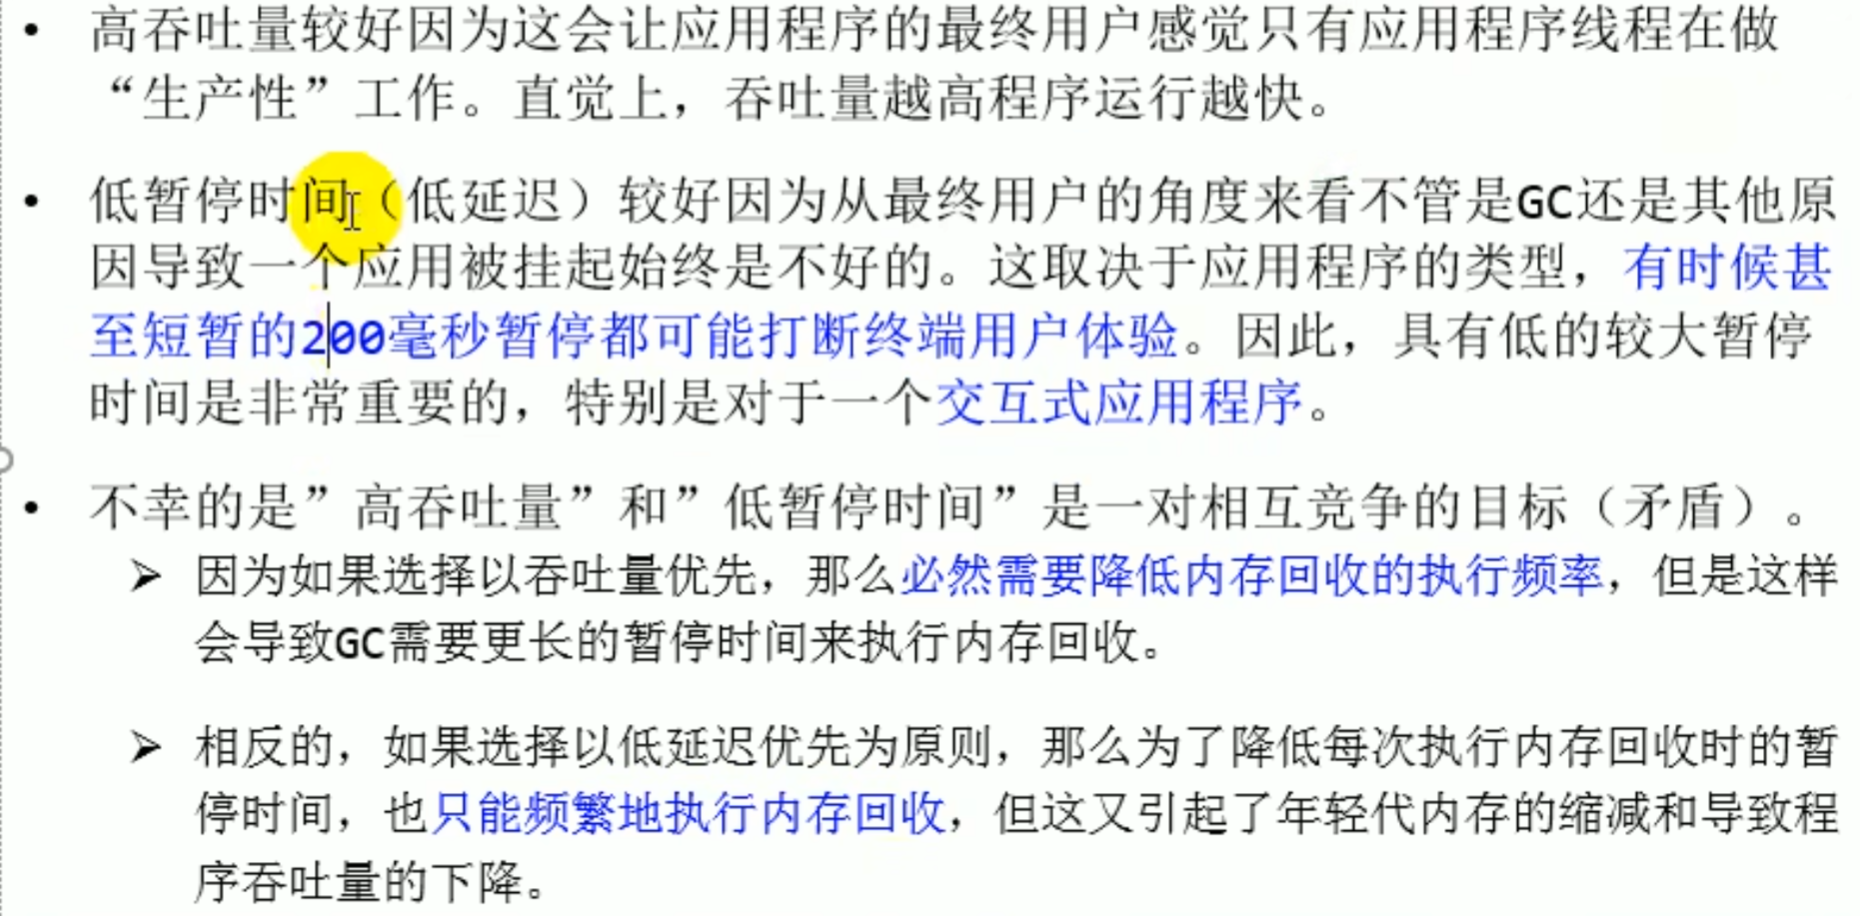 • 高吞吐量较好因为这会让应用程序的最终用户感觉只有应用程序线程在做
“生产性”工作。直觉上，吞吐量越高程序运行越快。
• 低暂停时间（低延迟）较好因为从最终用户的角度来看不管是GC还是其他原
因导致一个应用被挂起始终是不好的。这取决于应用程序的类型，有时候甚
至短暂的200毫秒暂停都可能打断终端用户体验。因此，具有低的较大暂停
时间是非常重要的，特别是对于一个交互式应用程序。
• 不幸的是”高吞吐量”和”低暂停时间”是一对相互竞争的目标（矛盾）。
➢ 因为如果选择以吞吐量优先，那么必然需要降低内存回收的执行频率，但是这样
会导致GC需要更长的暂停时间来执行内存回收。
➢ 相反的，如果选择以低延迟优先为原则，那么为了降低每次执行内存回收时的暂
停时间，也只能频繁地执行内存回收，但这又引起了年轻代内存的缩减和导致程
序吞吐量的下降。